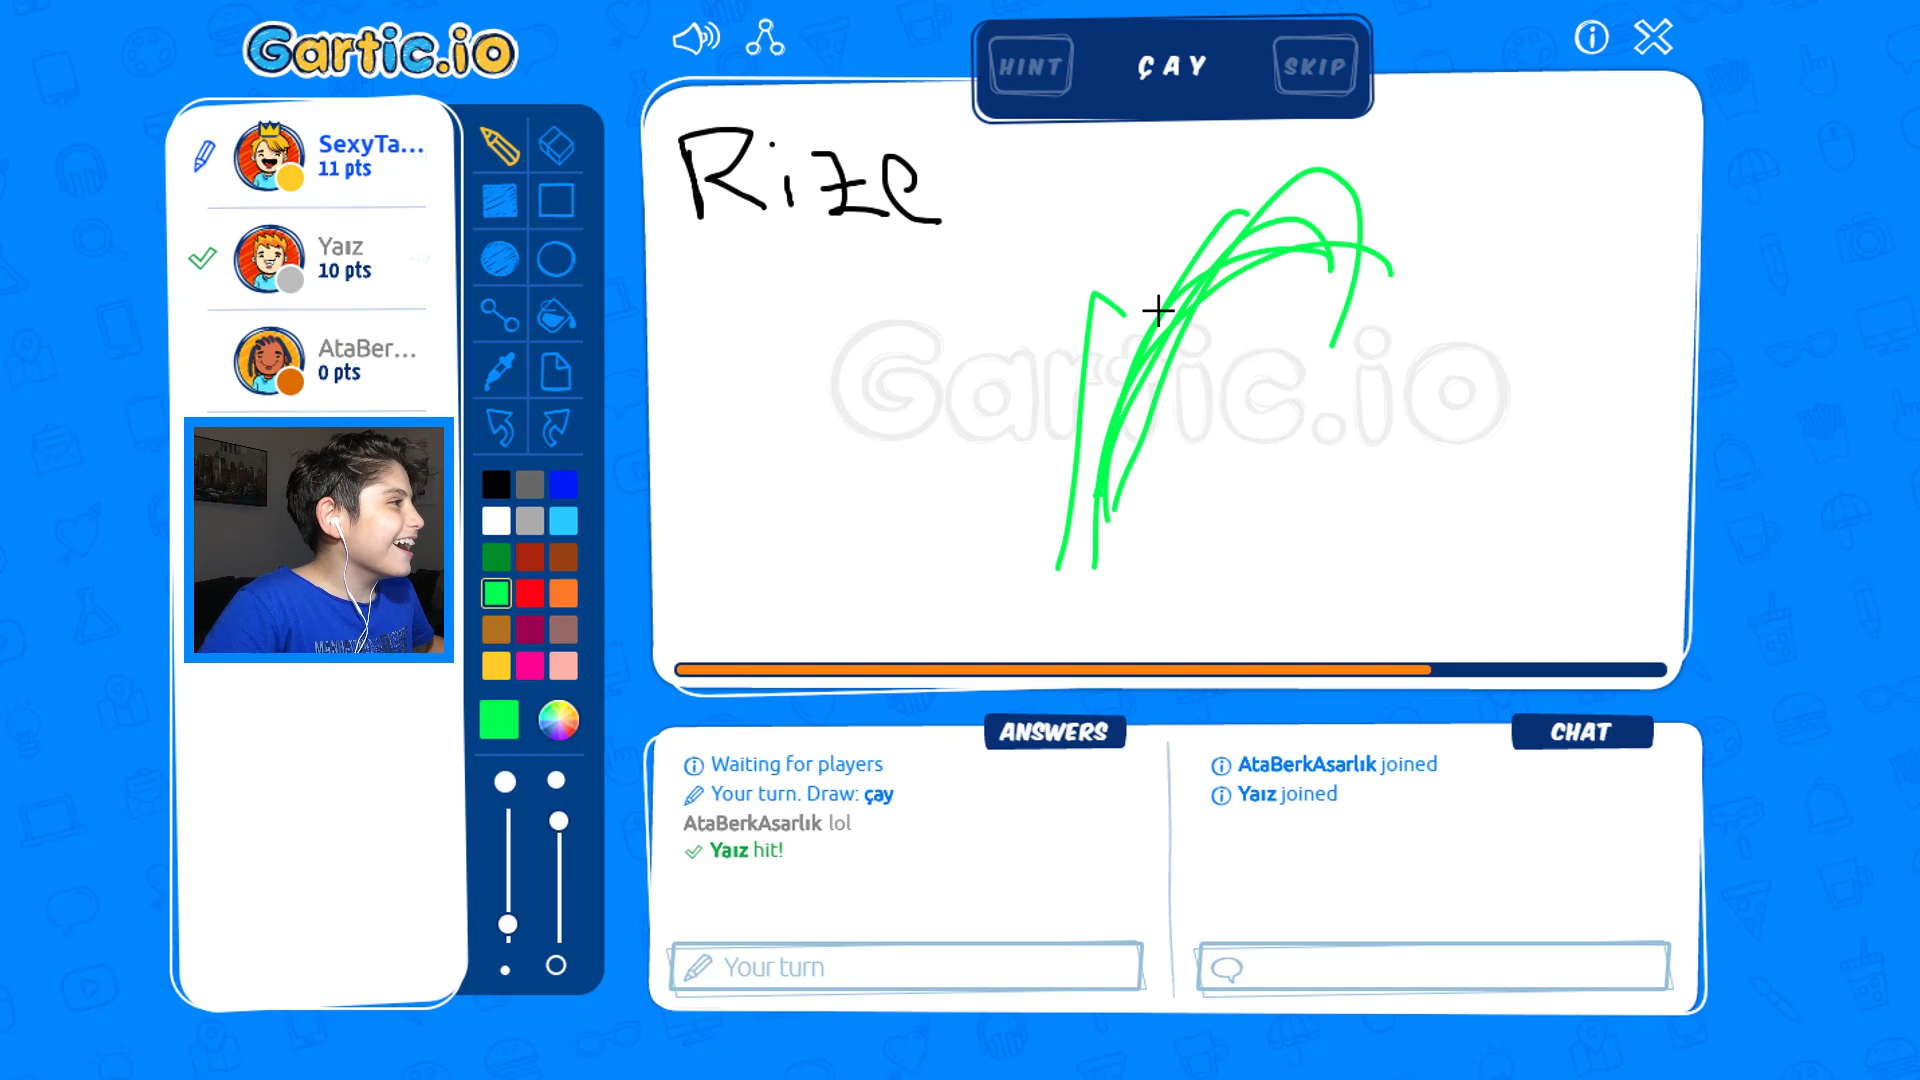 Gartic.io
HINT
ÇAY
SKIP
SexyTa...
11 pts
Yaız
10 pts
AtaBer...
0 pts
Rize
Gartic.io
ANSWERS
Waiting for players
Your turn. Draw: çay
AtaBerkAsarlık lol
Yaız hit!
Your turn
CHAT
AtaBerkAsarlık joined
Yaız joined